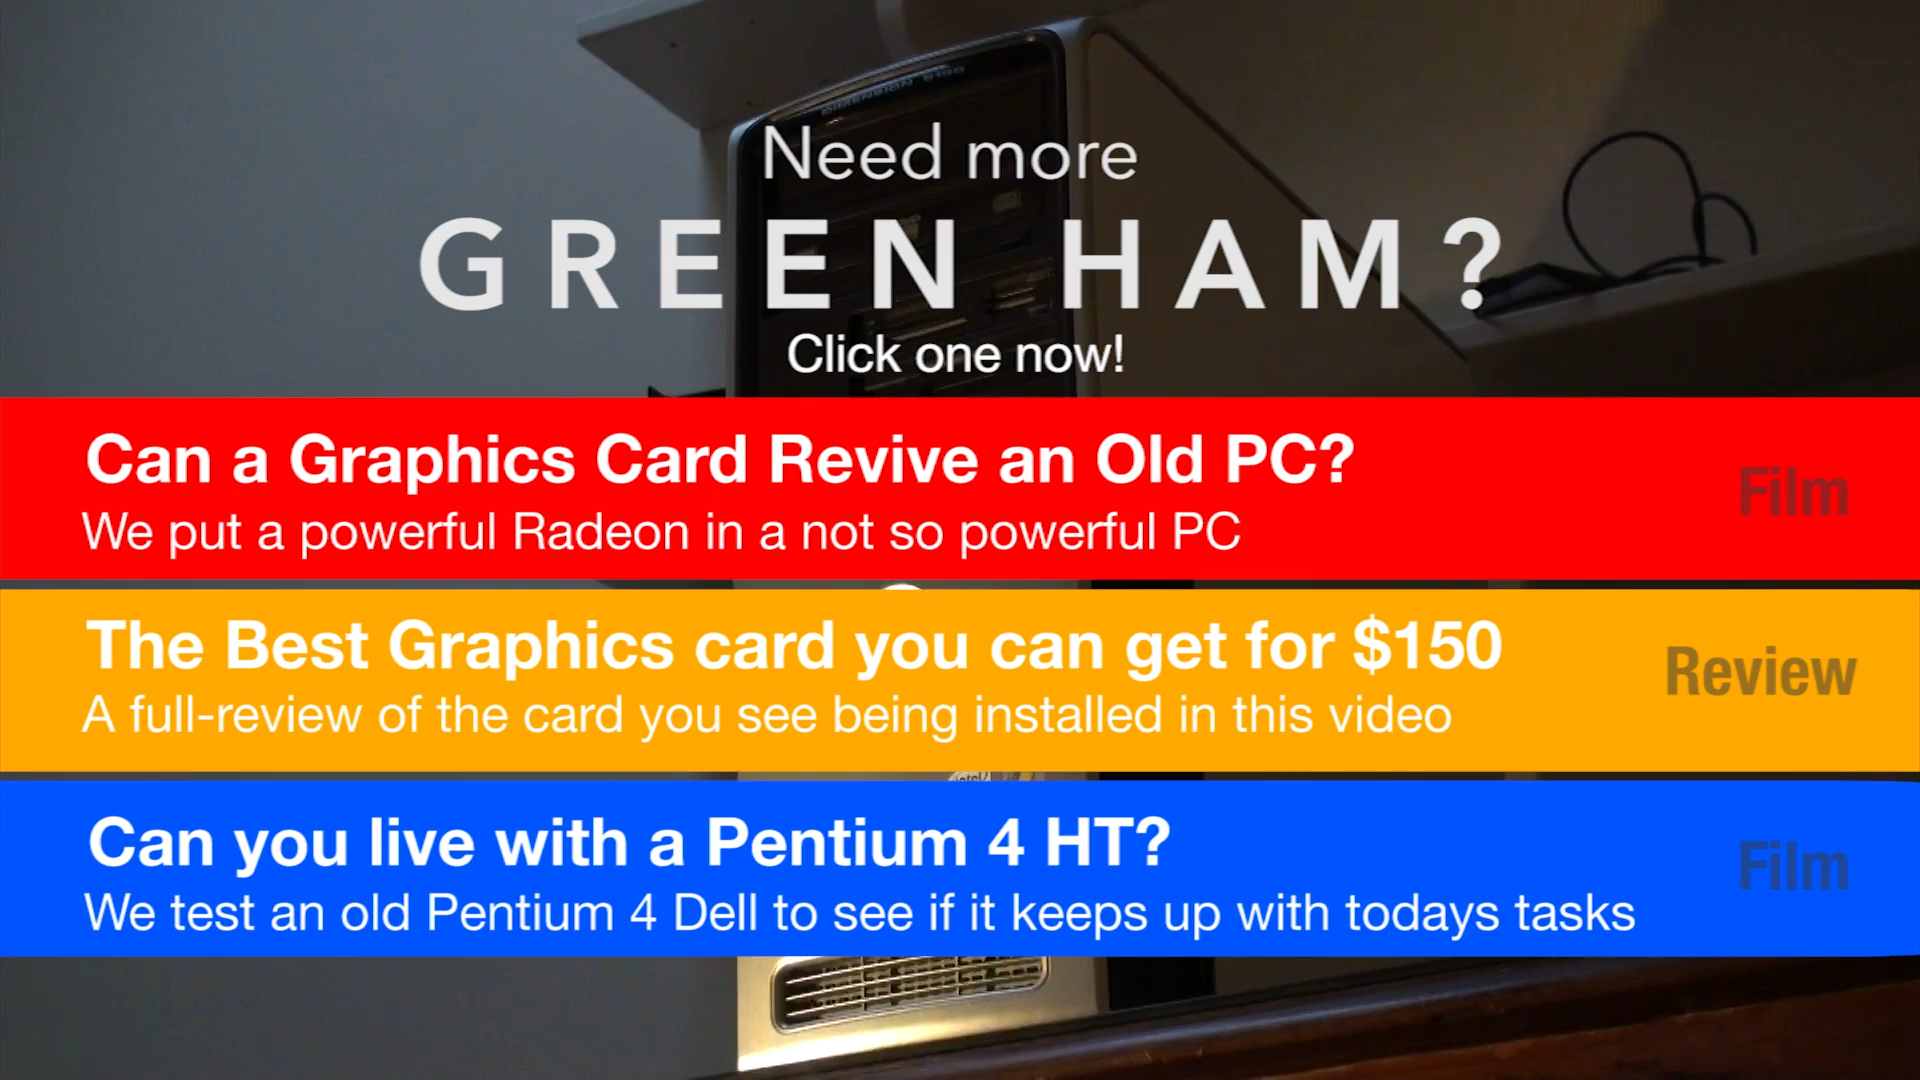 DIMENSION
Need more
GREEN HAM?
Click one now!
Can a Graphics Card Revive an Old PC?
Film
We put a powerful Radeon in a not so powerful PC
The Best Graphics card you can get for $150
Review
A full-review of the card you see being installed in this video
Can you live with a Pentium 4 HT?
Film
We test an old Pentium 4 Dell to see if it keeps up with todays tasks